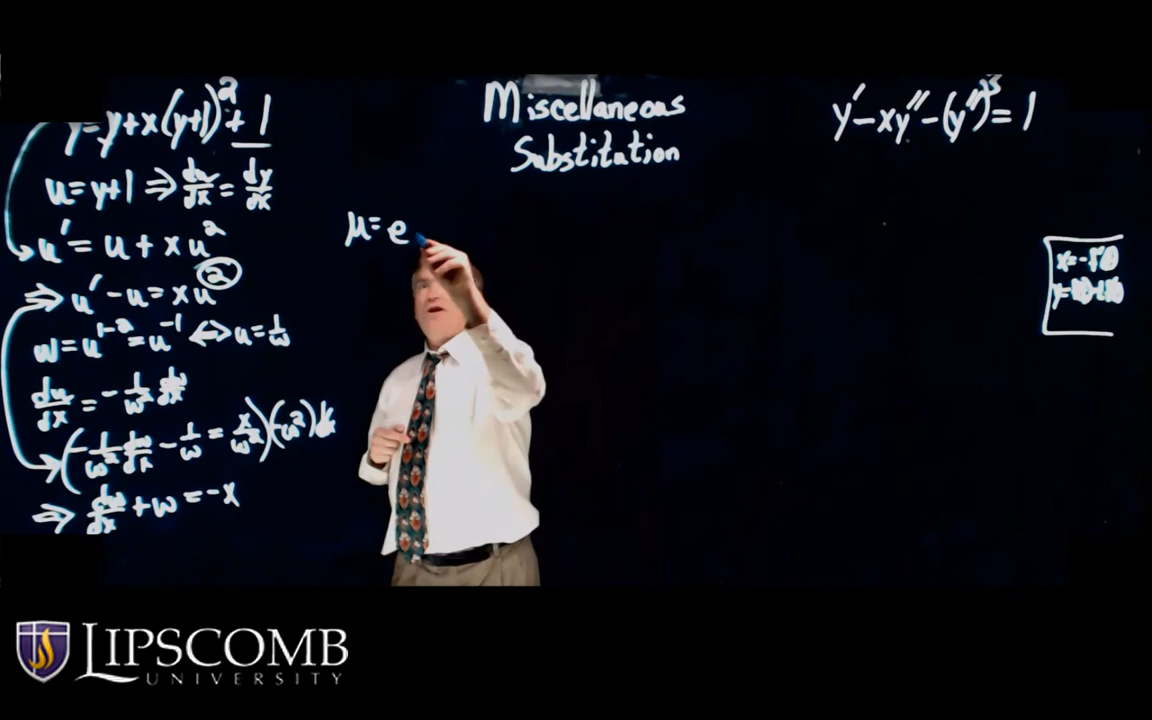 y'=y+x(y+1)²+1
u=y+1 ⇒ du/dx = dy/dx
u' = u + xu²
⇒ u' - u = xu²
w=u¹⁻²=u⁻¹ ↔ u=1/w
du/dx = -1/w² dw/dx
(-1/w² dw/dx - 1/w = x/w²)(-w²)
⇒ dw/dx + w = -x
μ= e
Miscellaneous
Substitution
y'-xy''-(y'')³=1
LIPSCOMB
UNIVERSITY